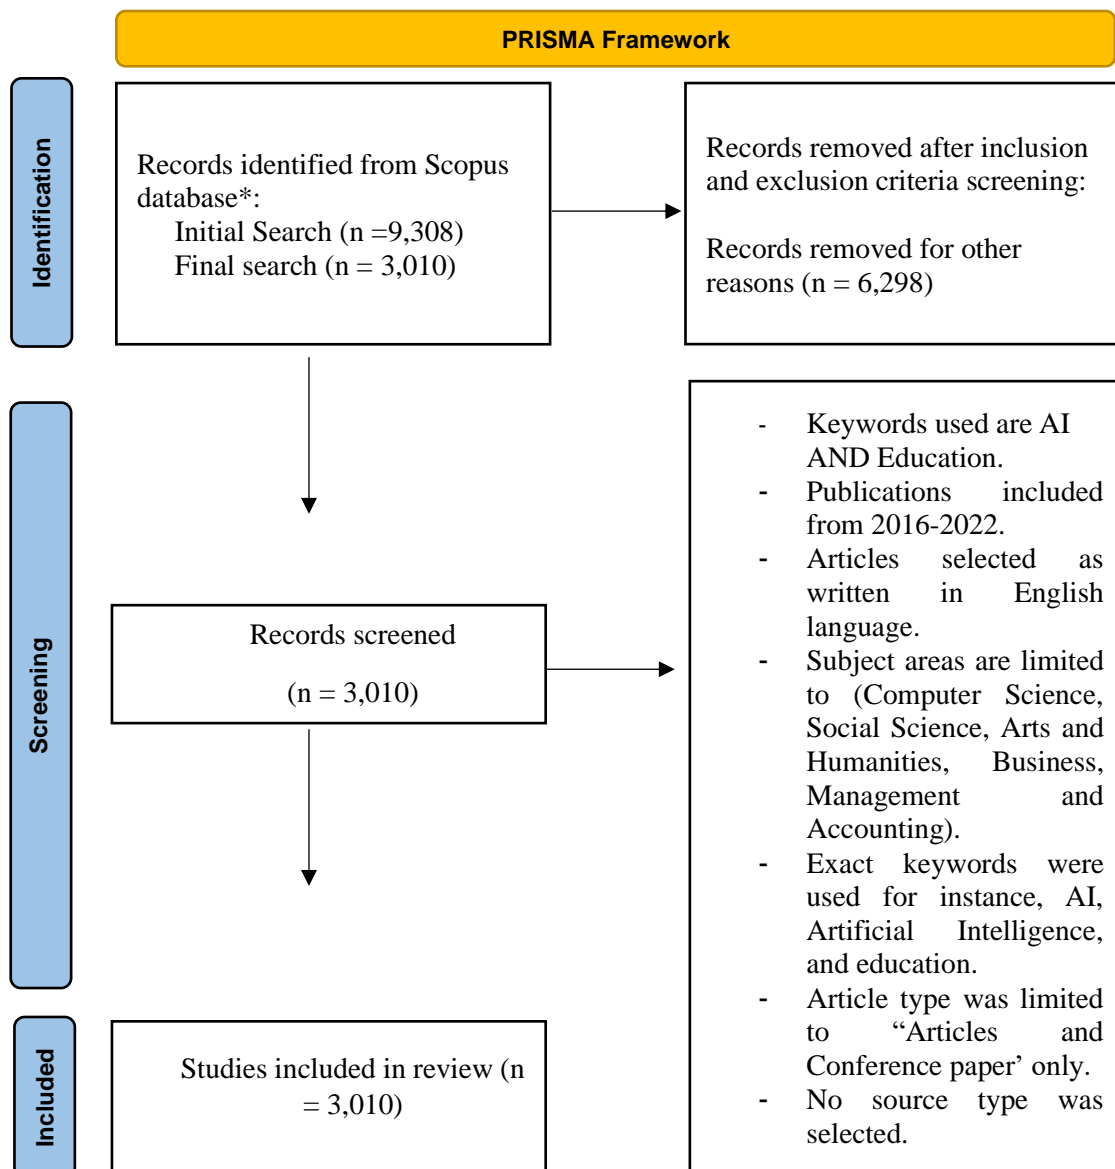 PRISMA Framework
Identification
Records identified from Scopus
database*:
Initial Search (n =9,308)
Final search (n = 3,010)
Records removed after inclusion
and exclusion criteria screening:
Records removed for other
reasons (n = 6,298)
Screening
Records screened
(n = 3,010)
- Keywords used are AI
AND Education.
- Publications included
from 2016-2022.
- Articles selected as
written in English
language.
- Subject areas are limited
to (Computer Science,
Social Science, Arts and
Humanities, Business,
Management and
Accounting).
- Exact keywords were
used for instance, AI,
Artificial Intelligence,
and education.
- Article type was limited
to “Articles and
Conference paper’ only.
- No source type was
selected.
Included
Studies included in review (n
= 3,010)